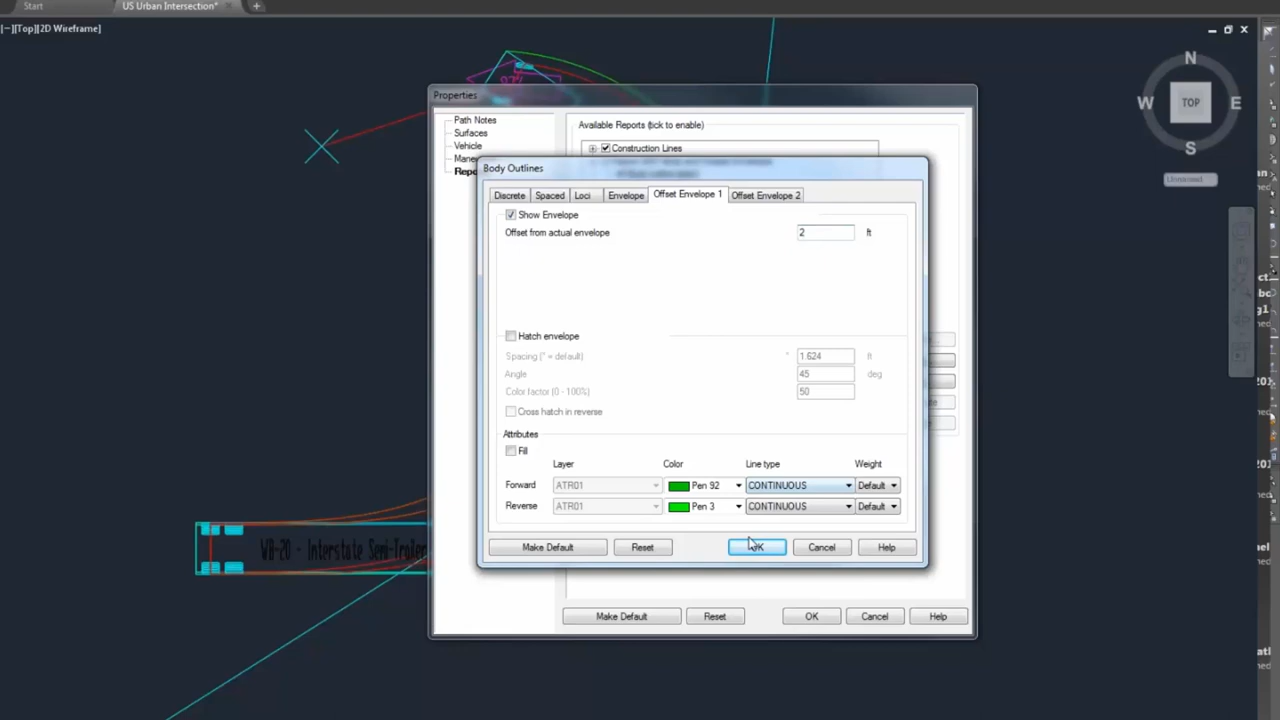 Start
US Urban Intersection*
[−][Top][2D Wireframe]
N
W TOP E
S
Unnamed
Properties
Path Notes
Surfaces
Vehicle
Available Reports (tick to enable)
Construction Lines
Body Outlines
Discrete Spaced Loci Envelope Offset Envelope 1 Offset Envelope 2
Show Envelope
Offset from actual envelope 2 ft
Hatch envelope
Spacing (* = default) * 1.624 ft
Angle 45 deg
Color factor (0 - 100%) 50
Cross hatch in reverse
Attributes
Fill
Layer Color Line type Weight
Forward ATR01 Pen 92 CONTINUOUS Default
Reverse ATR01 Pen 3 CONTINUOUS Default
Make Default Reset OK Cancel Help
Make Default Reset OK Cancel Help
Interstate